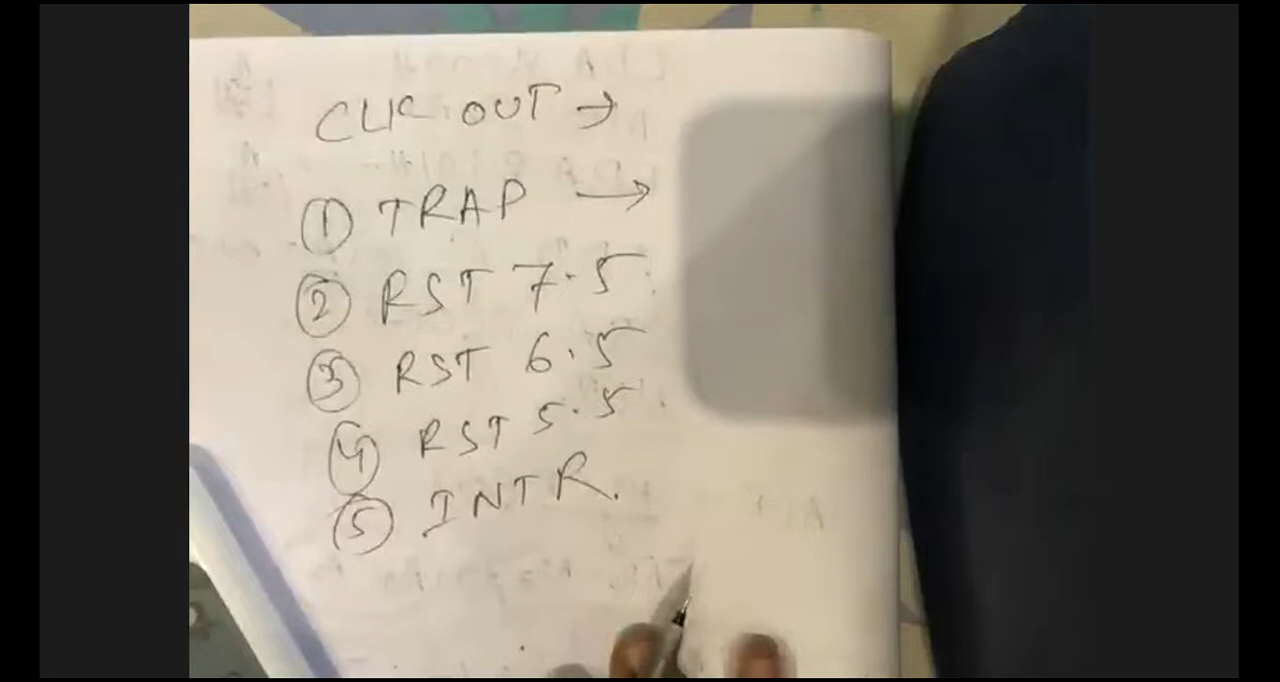 CLK OUT →
① TRAP →
② RST 7.5
③ RST 6.5
④ RST 5.5
⑤ INTR.